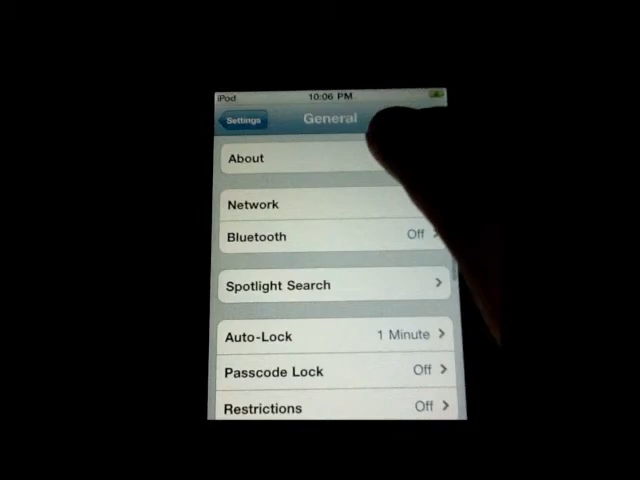 iPod 10:06 PM
Settings General
About
Network
Bluetooth Off
Spotlight Search
Auto-Lock 1 Minute
Passcode Lock Off
Restrictions Off